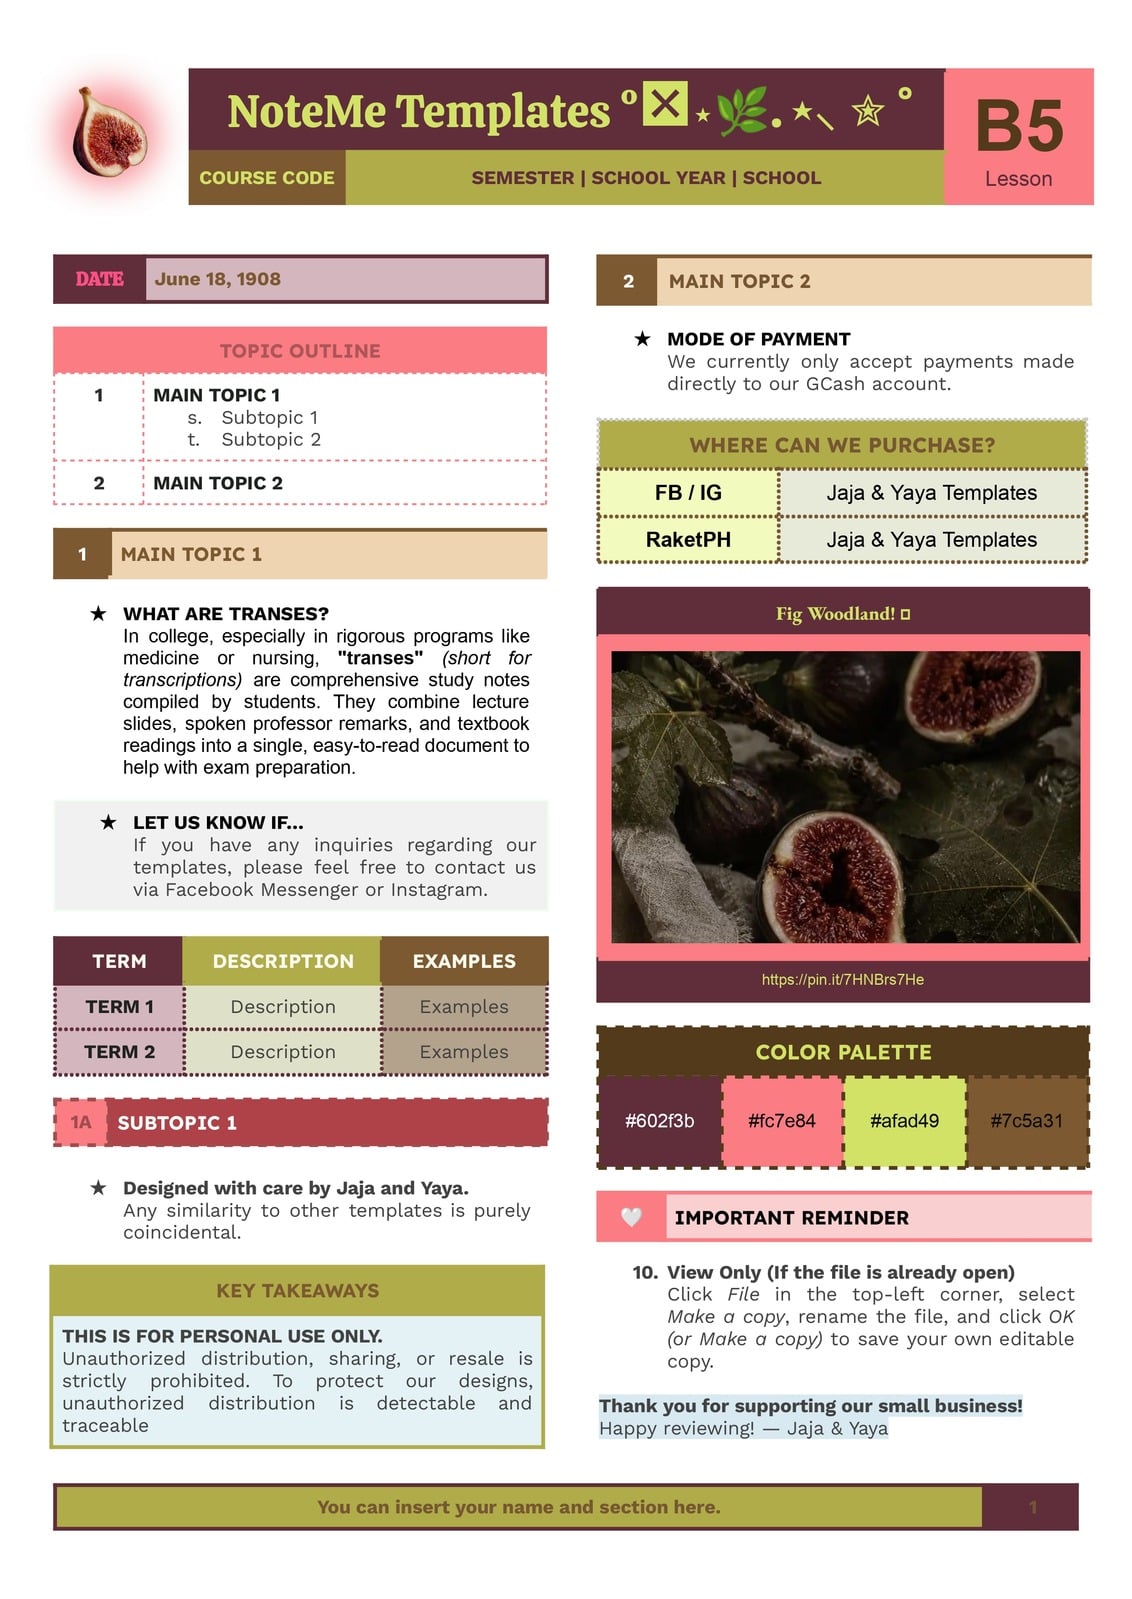 NoteMe Templates °☒⋆🌿.⋆⸜ ✮ °
COURSE CODE
SEMESTER | SCHOOL YEAR | SCHOOL
B5
Lesson
DATE
June 18, 1908
TOPIC OUTLINE
1
MAIN TOPIC 1
s. Subtopic 1
t. Subtopic 2
2
MAIN TOPIC 2
1
MAIN TOPIC 1
★ WHAT ARE TRANSES?
In college, especially in rigorous programs like
medicine or nursing, "transes" (short for
transcriptions) are comprehensive study notes
compiled by students. They combine lecture
slides, spoken professor remarks, and textbook
readings into a single, easy-to-read document to
help with exam preparation.
★ LET US KNOW IF...
If you have any inquiries regarding our
templates, please feel free to contact us
via Facebook Messenger or Instagram.
TERM DESCRIPTION EXAMPLES
TERM 1 Description Examples
TERM 2 Description Examples
1A
SUBTOPIC 1
★ Designed with care by Jaja and Yaya.
Any similarity to other templates is purely
coincidental.
KEY TAKEAWAYS
THIS IS FOR PERSONAL USE ONLY.
Unauthorized distribution, sharing, or resale is
strictly prohibited. To protect our designs,
unauthorized distribution is detectable and
traceable
2
MAIN TOPIC 2
★ MODE OF PAYMENT
We currently only accept payments made
directly to our GCash account.
WHERE CAN WE PURCHASE?
FB / IG Jaja & Yaya Templates
RaketPH Jaja & Yaya Templates
Fig Woodland!
https://pin.it/7HNBrs7He
COLOR PALETTE
#602f3b #fc7e84 #afad49 #7c5a31
🤍 IMPORTANT REMINDER
10. View Only (If the file is already open)
Click File in the top-left corner, select
Make a copy, rename the file, and click OK
(or Make a copy) to save your own editable
copy.
Thank you for supporting our small business!
Happy reviewing! — Jaja & Yaya
You can insert your name and section here.
1